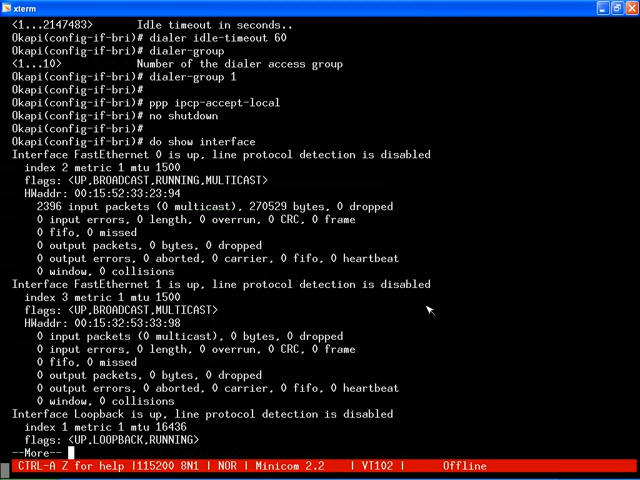 xterm
<1...2147483> Idle timeout in seconds..
Okapi(config-if-bri)# dialer idle-timeout 60
Okapi(config-if-bri)# dialer-group
<1...10> Number of the dialer access group
Okapi(config-if-bri)# dialer-group 1
Okapi(config-if-bri)#
Okapi(config-if-bri)# ppp ipcp-accept-local
Okapi(config-if-bri)# no shutdown
Okapi(config-if-bri)#
Okapi(config-if-bri)# do show interface
Interface FastEthernet 0 is up, line protocol detection is disabled
index 2 metric 1 mtu 1500
flags: <UP,BROADCAST,RUNNING,MULTICAST>
HWaddr: 00:15:52:33:23:94
2396 input packets (0 multicast), 270529 bytes, 0 dropped
0 input errors, 0 length, 0 overrun, 0 CRC, 0 frame
0 fifo, 0 missed
0 output packets, 0 bytes, 0 dropped
0 output errors, 0 aborted, 0 carrier, 0 fifo, 0 heartbeat
0 window, 0 collisions
Interface FastEthernet 1 is up, line protocol detection is disabled
index 3 metric 1 mtu 1500
flags: <UP,BROADCAST,MULTICAST>
HWaddr: 00:15:32:53:33:98
0 input packets (0 multicast), 0 bytes, 0 dropped
0 input errors, 0 length, 0 overrun, 0 CRC, 0 frame
0 fifo, 0 missed
0 output packets, 0 bytes, 0 dropped
0 output errors, 0 aborted, 0 carrier, 0 fifo, 0 heartbeat
0 window, 0 collisions
Interface Loopback is up, line protocol detection is disabled
index 1 metric 1 mtu 16436
flags: <UP,LOOPBACK,RUNNING>
--More--
CTRL-A Z for help |115200 8N1 | NOR | Minicom 2.2 | VT102 | Offline